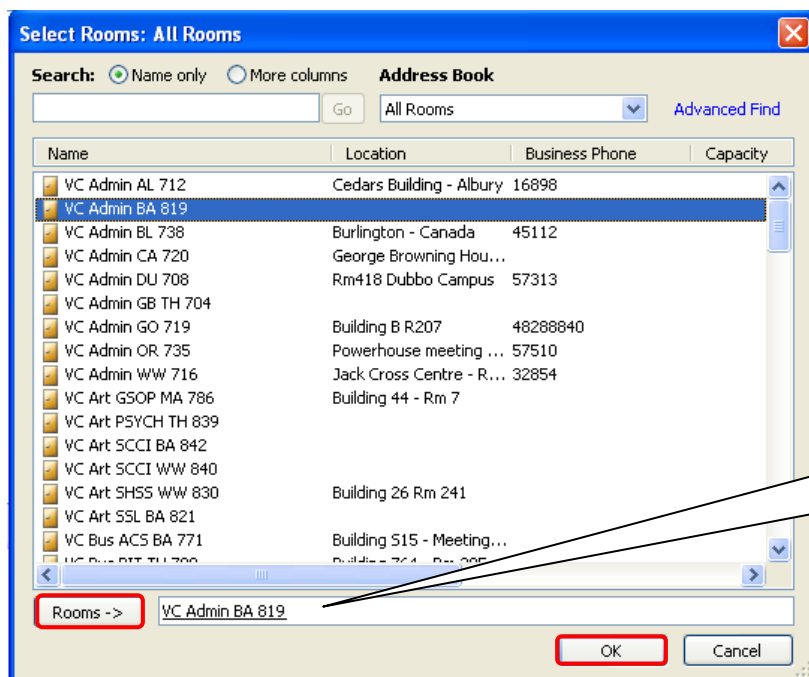 Select Rooms: All Rooms
Search: Name only More columns Address Book
Go All Rooms Advanced Find
Name Location Business Phone Capacity
VC Admin AL 712 Cedars Building - Albury 16898
VC Admin BA 819
VC Admin BL 738 Burlington - Canada 45112
VC Admin CA 720 George Browning Hou...
VC Admin DU 708 Rm418 Dubbo Campus 57313
VC Admin GB TH 704
VC Admin GO 719 Building B R207 48288840
VC Admin OR 735 Powerhouse meeting ... 57510
VC Admin WW 716 Jack Cross Centre - R... 32854
VC Art GSOP MA 786 Building 44 - Rm 7
VC Art PSYCH TH 839
VC Art SCCI BA 842
VC Art SCCI WW 840
VC Art SHSS WW 830 Building 26 Rm 241
VC Art SSL BA 821
VC Bus ACS BA 771 Building S15 - Meeting...
Rooms -> VC Admin BA 819
OK Cancel